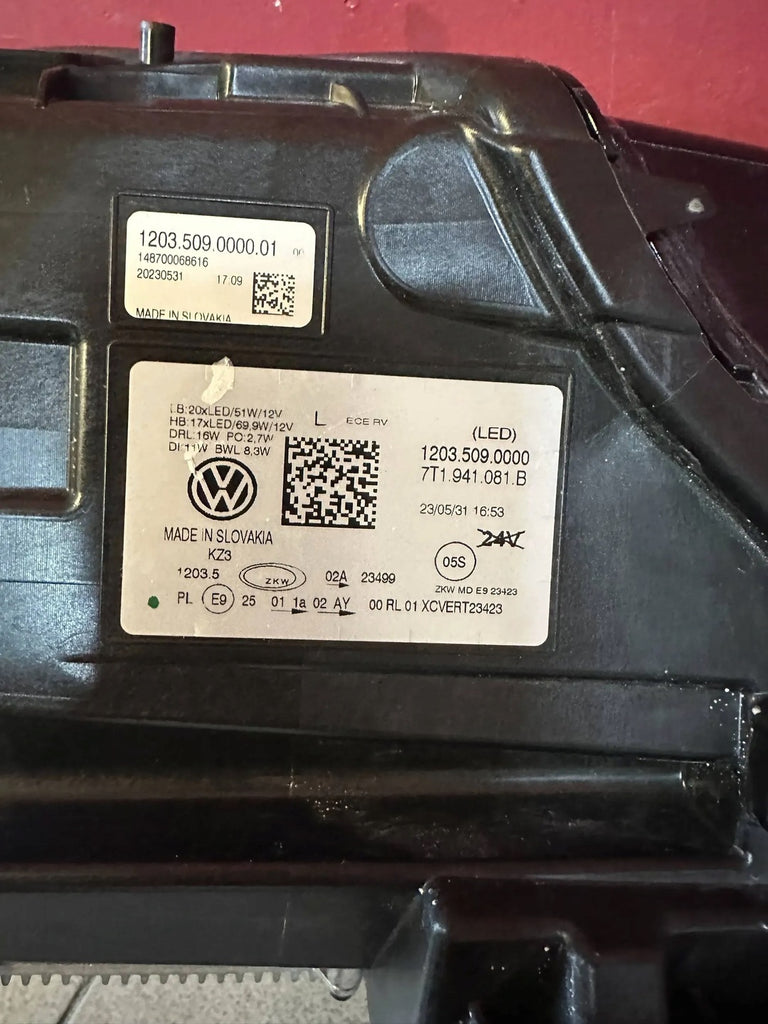 1203.509.0000.01 00
148700068616
20230531 17:09
MADE IN SLOVAKIA
LB:20xLED/51W/12V
HB:17xLED/69,9W/12V
DRL:16W PO:2,7W
DI:11W BWL 8,3W
L ECE RV
(LED)
1203.509.0000
7T1.941.081.B
23/05/31 16:53
24V
05S
ZKW MD E9 23423
MADE IN SLOVAKIA
KZ3
1203.5 ZKW 02A 23499
PL E9 25 01 1a 02 AY 00 RL 01 XCVERT23423